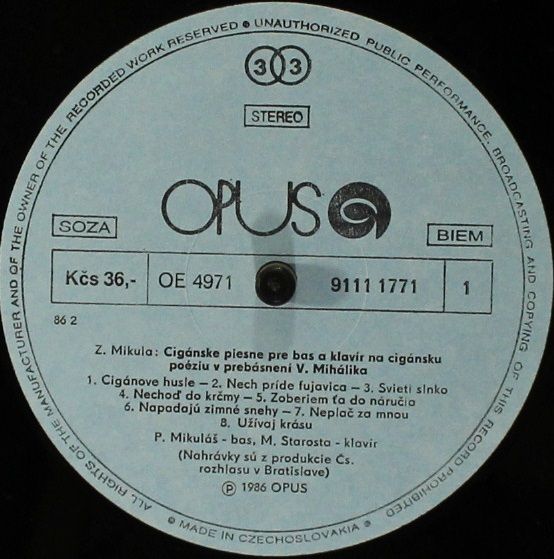 ALL RIGHTS OF THE MANUFACTURER AND OF THE OWNER OF THE RECORDED WORK RESERVED ● UNAUTHORIZED PUBLIC PERFORMANCE, BROADCASTING AND COPYING OF THIS RECORD PROHIBITED ● MADE IN CZECHOSLOVAKIA ●
33
STEREO
OPUS
SOZA
BIEM
Kčs 36,- OE 4971 9111 1771 1
86 2
Z. Mikula: Cigánske piesne pre bas a klavír na cigánsku
poéziu v prebásnení V. Mihálika
1. Cigánove husle – 2. Nech príde fujavica – 3. Svieti slnko
4. Nechoď do krčmy – 5. Zoberiem ťa do náručia
6. Napadajú zimné snehy – 7. Neplač za mnou
8. Užívaj krásu
P. Mikuláš - bas, M. Starosta - klavír
(Nahrávky sú z produkcie Čs.
rozhlasu v Bratislave)
Ⓟ 1986 OPUS